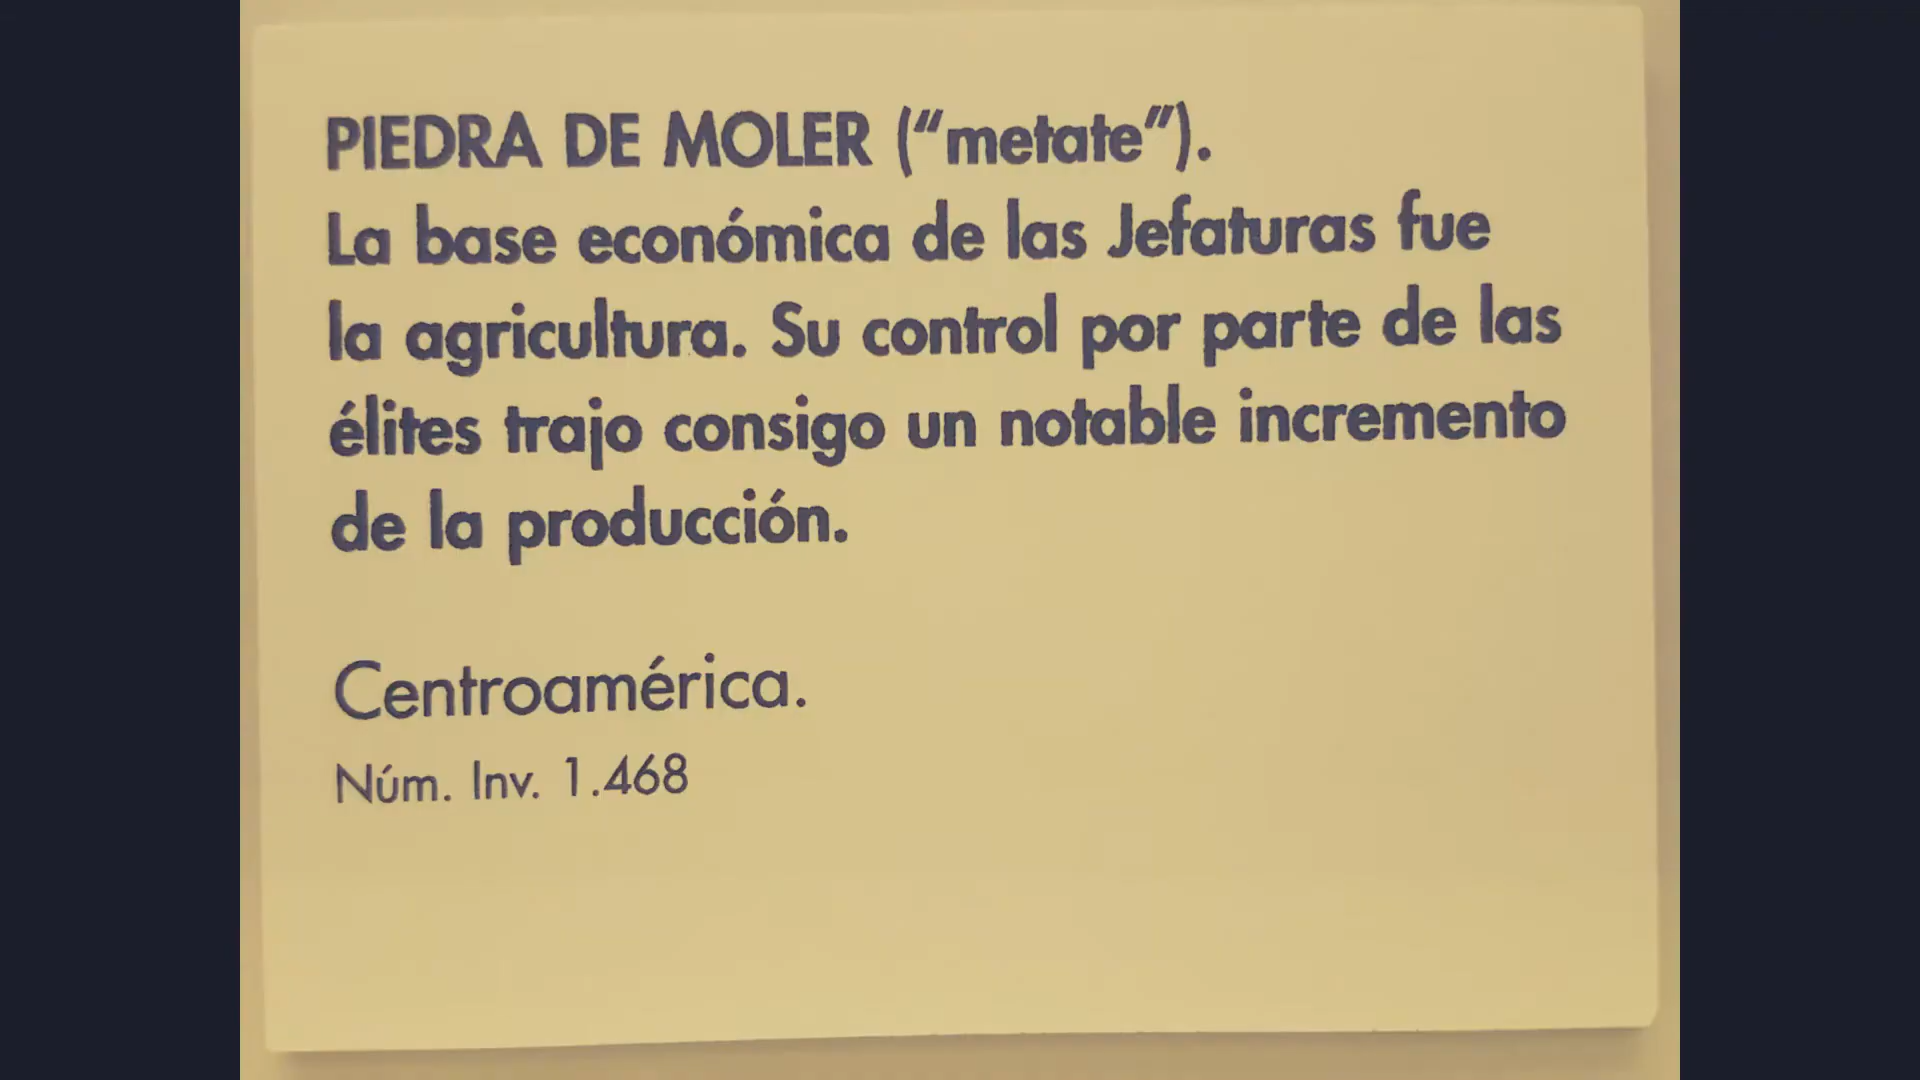 PIEDRA DE MOLER (“metate”).
La base económica de las Jefaturas fue
la agricultura. Su control por parte de las
élites trajo consigo un notable incremento
de la producción.
Centroamérica.
Núm. Inv. 1.468